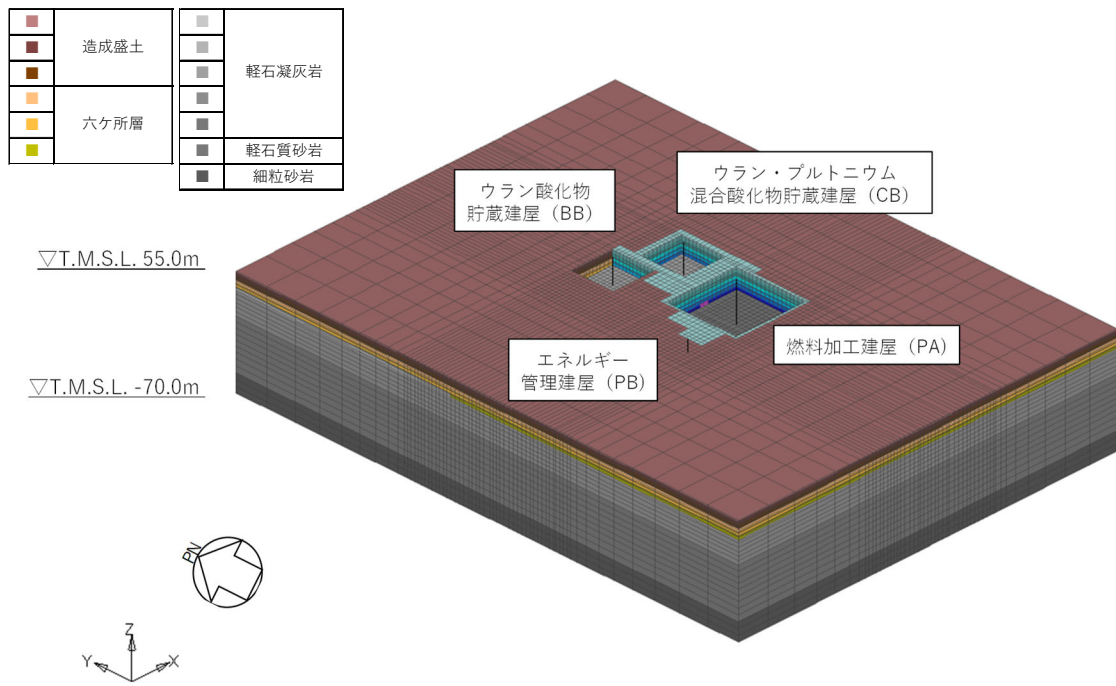 造成盛土
六ケ所層
軽石凝灰岩
軽石質砂岩
細粒砂岩
ウラン酸化物
貯蔵建屋（BB）
ウラン・プルトニウム
混合酸化物貯蔵建屋（CB）
▽T.M.S.L. 55.0m
▽T.M.S.L. -70.0m
エネルギー
管理建屋（PB）
燃料加工建屋（PA）
PN
Z
Y
X